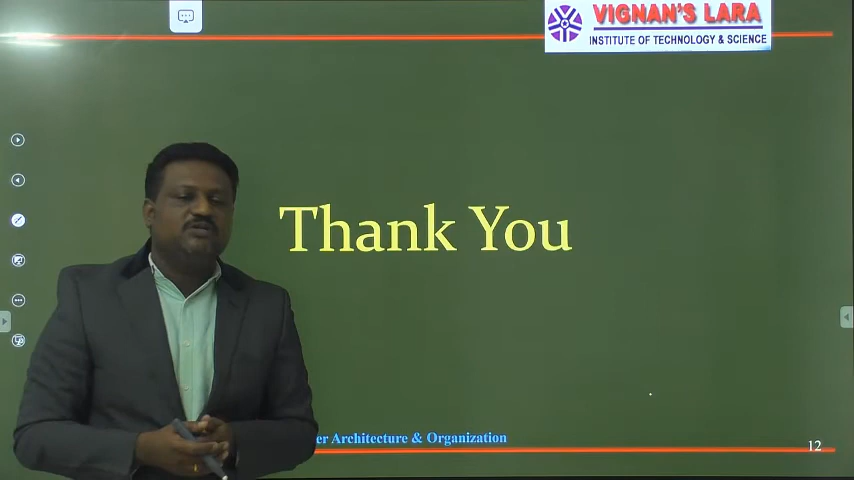 VIGNAN'S LARA
INSTITUTE OF TECHNOLOGY & SCIENCE
Thank You
er Architecture & Organization
12